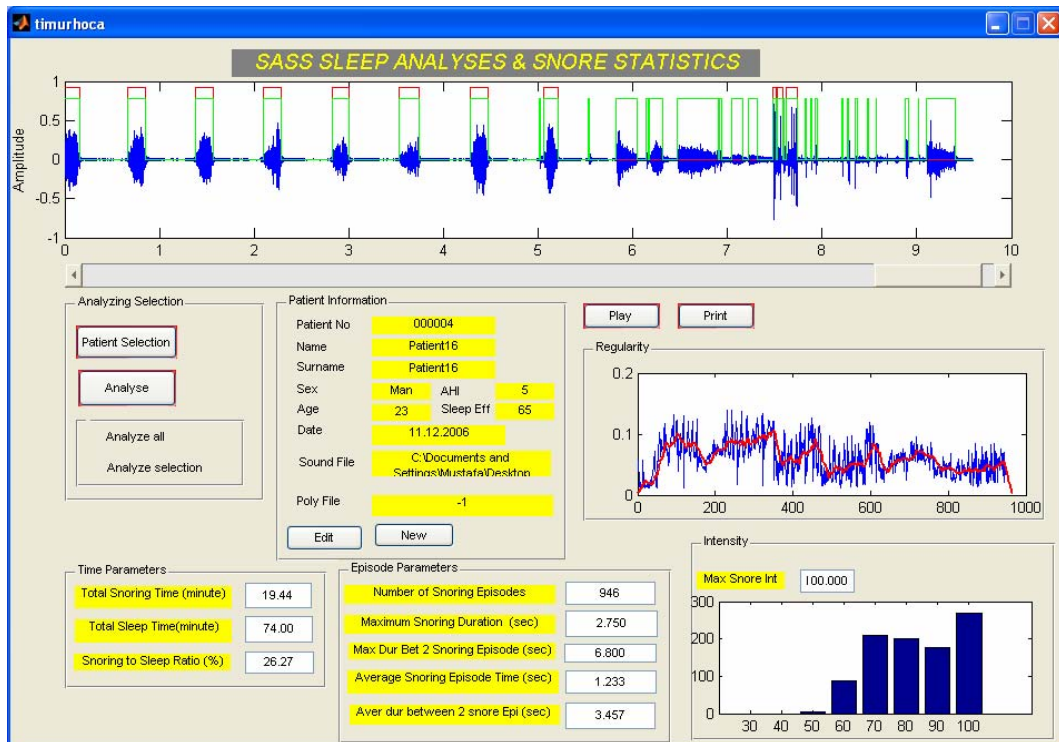 timurhoca
SASS SLEEP ANALYSES & SNORE STATISTICS
Amplitude
1
0.5
0
-0.5
-1
0 1 2 3 4 5 6 7 8 9 10
Analyzing Selection
Patient Selection
Analyse
Analyze all
Analyze selection
Patient Information
Patient No 000004
Name Patient16
Surname Patient16
Sex Man AHI 5
Age 23 Sleep Eff 65
Date 11.12.2006
Sound File C:\Documents and
Settings\Mustafa\Desktop
Poly File -1
Edit New
Play Print
Regularity
0.2
0.1
0
0 200 400 600 800 1000
Time Parameters
Total Snoring Time (minute) 19.44
Total Sleep Time(minute) 74.00
Snoring to Sleep Ratio (%) 26.27
Episode Parameters
Number of Snoring Episodes 946
Maximum Snoring Duration (sec) 2.750
Max Dur Bet 2 Snoring Episode (sec) 6.800
Average Snoring Episode Time (sec) 1.233
Aver dur between 2 snore Epi (sec) 3.457
Intensity
Max Snore Int 100.000
300
200
100
0
30 40 50 60 70 80 90 100